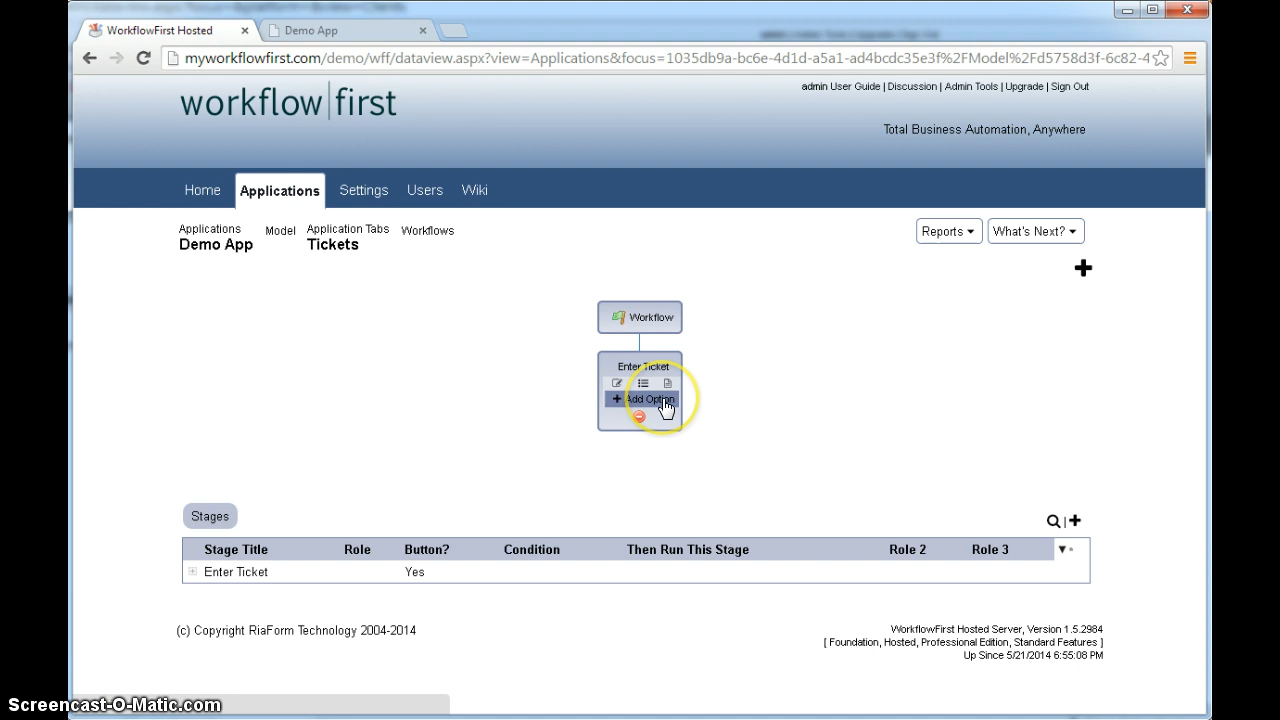 WorkflowFirst Hosted
Demo App
myworkflowfirst.com/demo/wff/dataview.aspx?view=Applications&focus=1035db9a-bc6e-4d1d-a5a1-ad4bcdc35e3f%2FModel%2Fd5758d3f-6c82-4
workflow|first
admin User Guide | Discussion | Admin Tools | Upgrade | Sign Out
Total Business Automation, Anywhere
Home Applications Settings Users Wiki
Applications Model Application Tabs Workflows
Demo App Tickets
Reports What's Next?
Workflow
Enter Ticket
Add Option
Stages
Stage Title Role Button? Condition Then Run This Stage Role 2 Role 3
Enter Ticket Yes
(c) Copyright RiaForm Technology 2004-2014
WorkflowFirst Hosted Server, Version 1.5.2984
[ Foundation, Hosted, Professional Edition, Standard Features ]
Up Since 5/21/2014 6:55:08 PM
Screencast-O-Matic.com